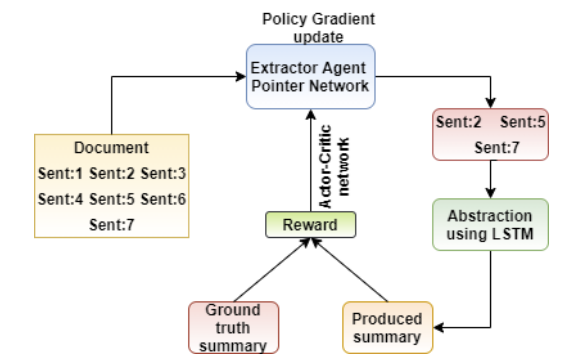 Policy Gradient
update
Extractor Agent
Pointer Network
Document
Sent:1 Sent:2 Sent:3
Sent:4 Sent:5 Sent:6
Sent:7
Sent:2 Sent:5
Sent:7
Actor-Critic
network
Reward
Abstraction
using LSTM
Ground
truth
summary
Produced
summary